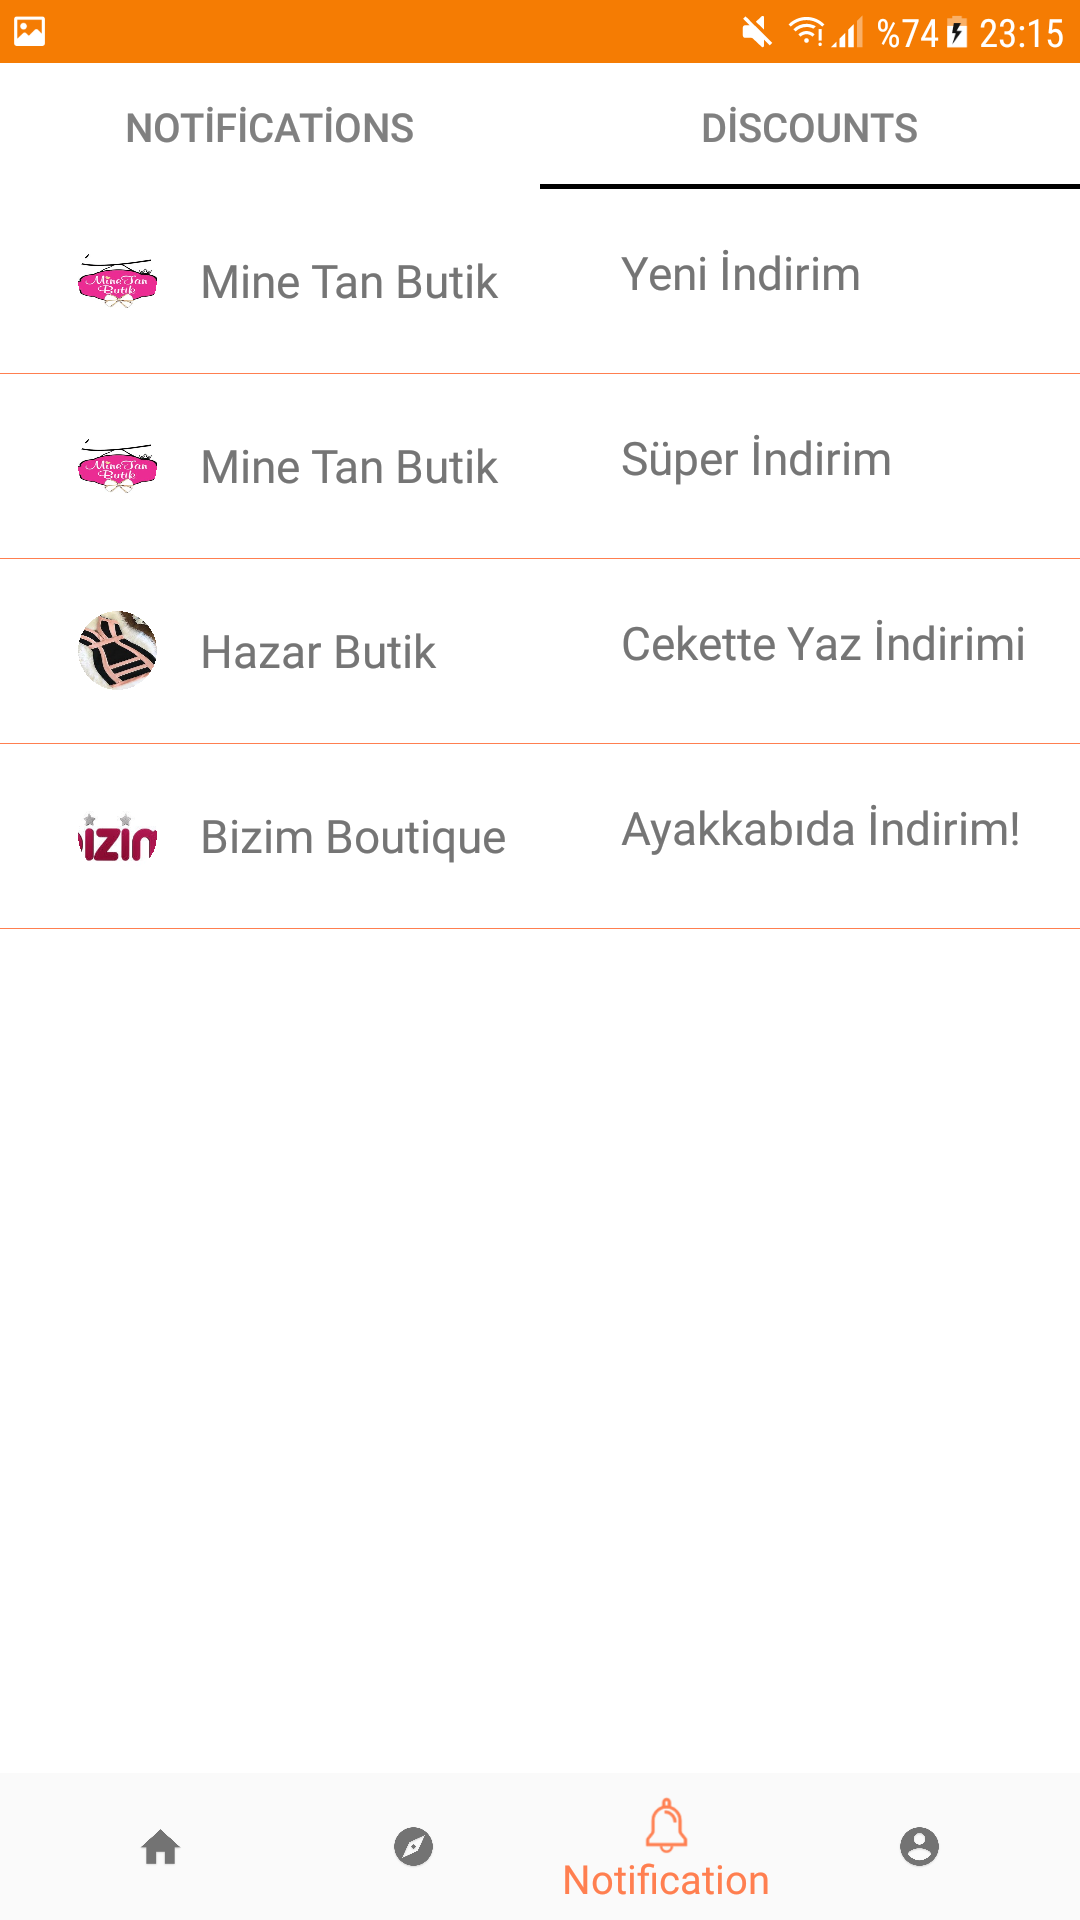 %74 23:15
NOTİFİCATİONS DİSCOUNTS
Mine Tan Butik Yeni İndirim
Mine Tan Butik
Mine Tan Butik Süper İndirim
Mine Tan Butik
Hazar Butik Cekette Yaz İndirimi
Bizim Boutique Ayakkabıda İndirim!
Notification